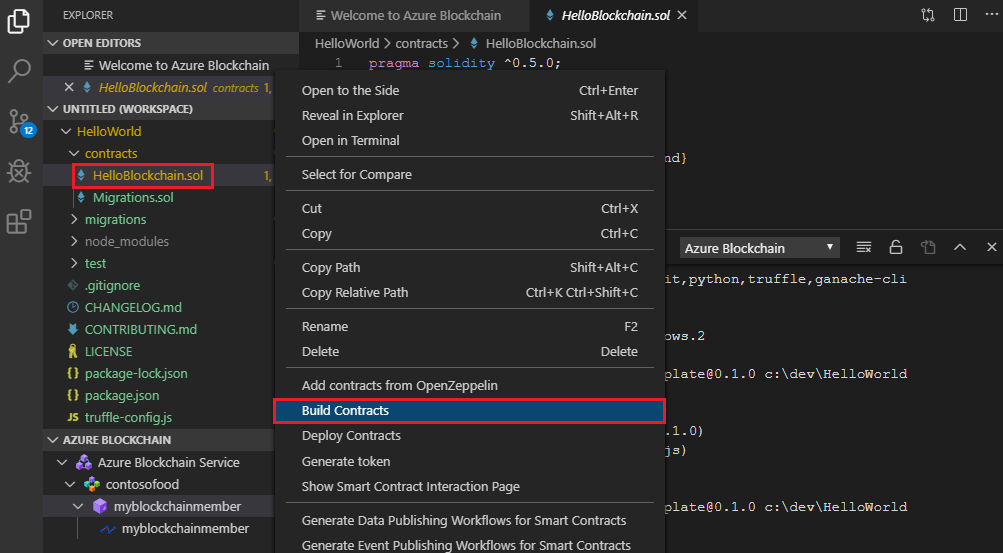 EXPLORER
OPEN EDITORS
Welcome to Azure Blockchain
HelloBlockchain.sol contracts 1,
UNTITLED (WORKSPACE)
HelloWorld
contracts
HelloBlockchain.sol 1,
Migrations.sol
migrations
node_modules
test
.gitignore
CHANGELOG.md
CONTRIBUTING.md
LICENSE
{} package-lock.json
{} package.json
JS truffle-config.js
AZURE BLOCKCHAIN
Azure Blockchain Service
contosofood
myblockchainmember
myblockchainmember
12
Welcome to Azure Blockchain
HelloBlockchain.sol
HelloWorld > contracts > HelloBlockchain.sol
1 pragma solidity ^0.5.0;
nd}
Open to the Side Ctrl+Enter
Reveal in Explorer Shift+Alt+R
Open in Terminal
Select for Compare
Cut Ctrl+X
Copy Ctrl+C
Copy Path Shift+Alt+C
Copy Relative Path Ctrl+K Ctrl+Shift+C
Rename F2
Delete Delete
Add contracts from OpenZeppelin
Build Contracts
Deploy Contracts
Generate token
Show Smart Contract Interaction Page
Generate Data Publishing Workflows for Smart Contracts
Generate Event Publishing Workflows for Smart Contracts
Azure Blockchain
it,python,truffle,ganache-cli
ows.2
plate@0.1.0 c:\dev\HelloWorld
.1.0)
js)
plate@0.1.0 c:\dev\HelloWorld